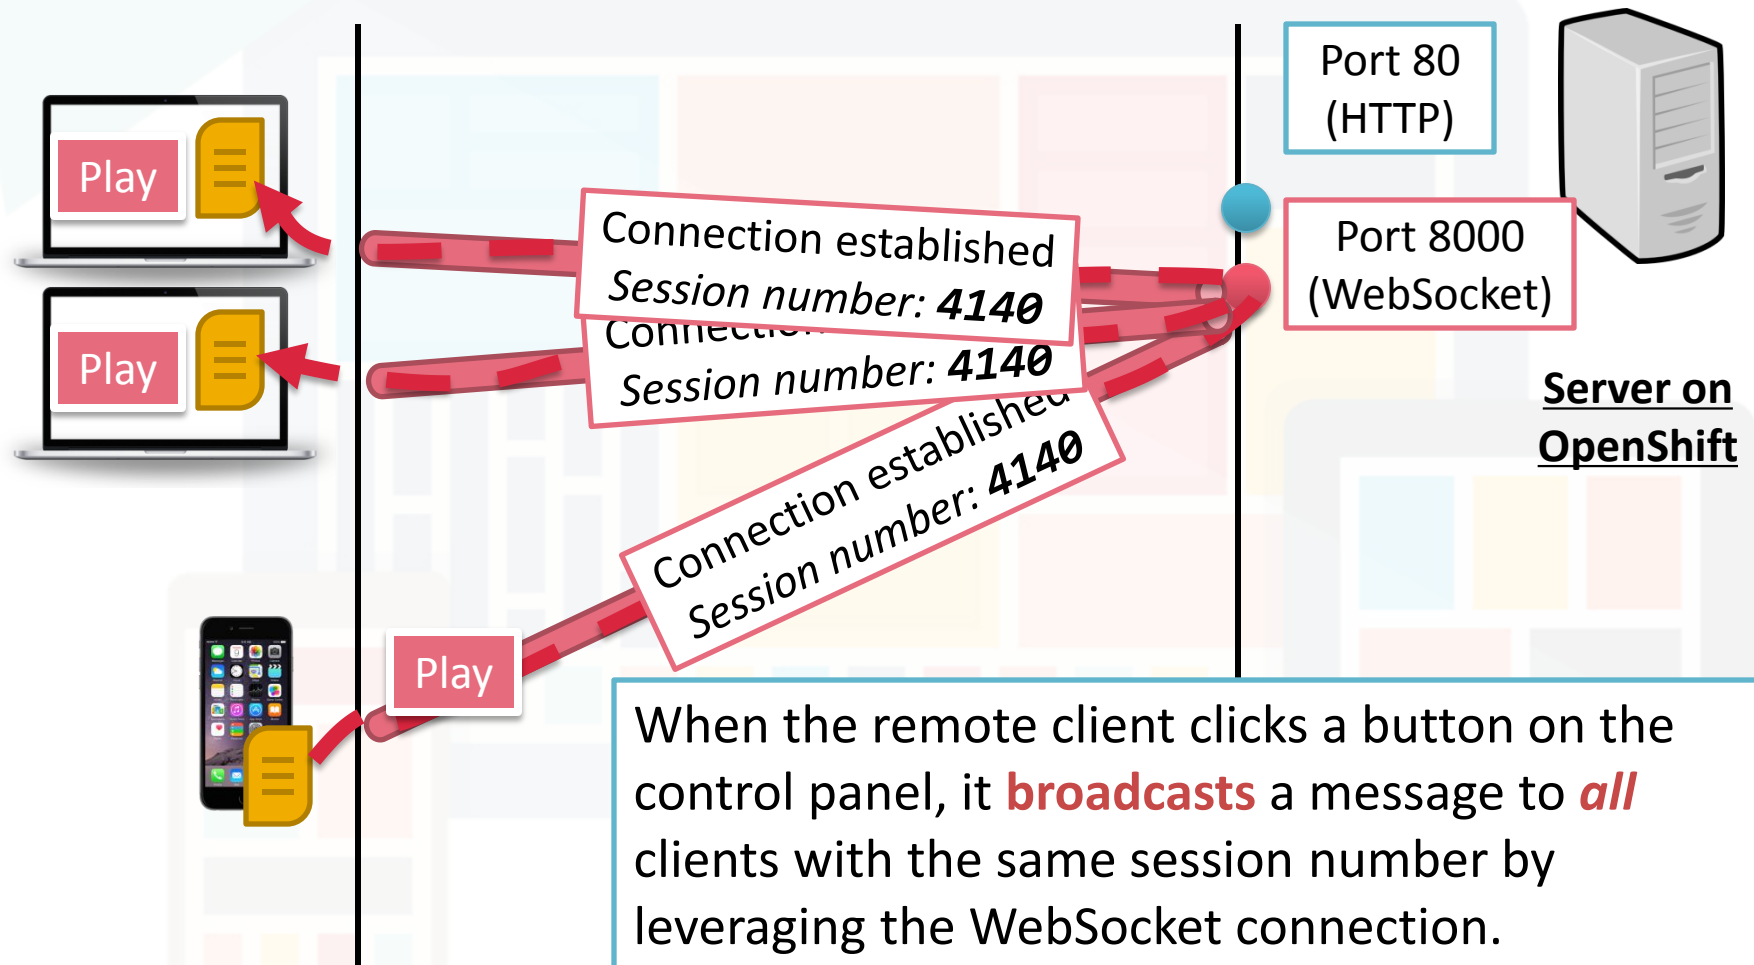 Port 80
(HTTP)
Play
Connection established
Session number: 4140
Port 8000
(WebSocket)
Play
Connection
Session number: 4140
Server on
OpenShift
Connection established
Session number: 4140
Play
When the remote client clicks a button on the
control panel, it broadcasts a message to all
clients with the same session number by
leveraging the WebSocket connection.